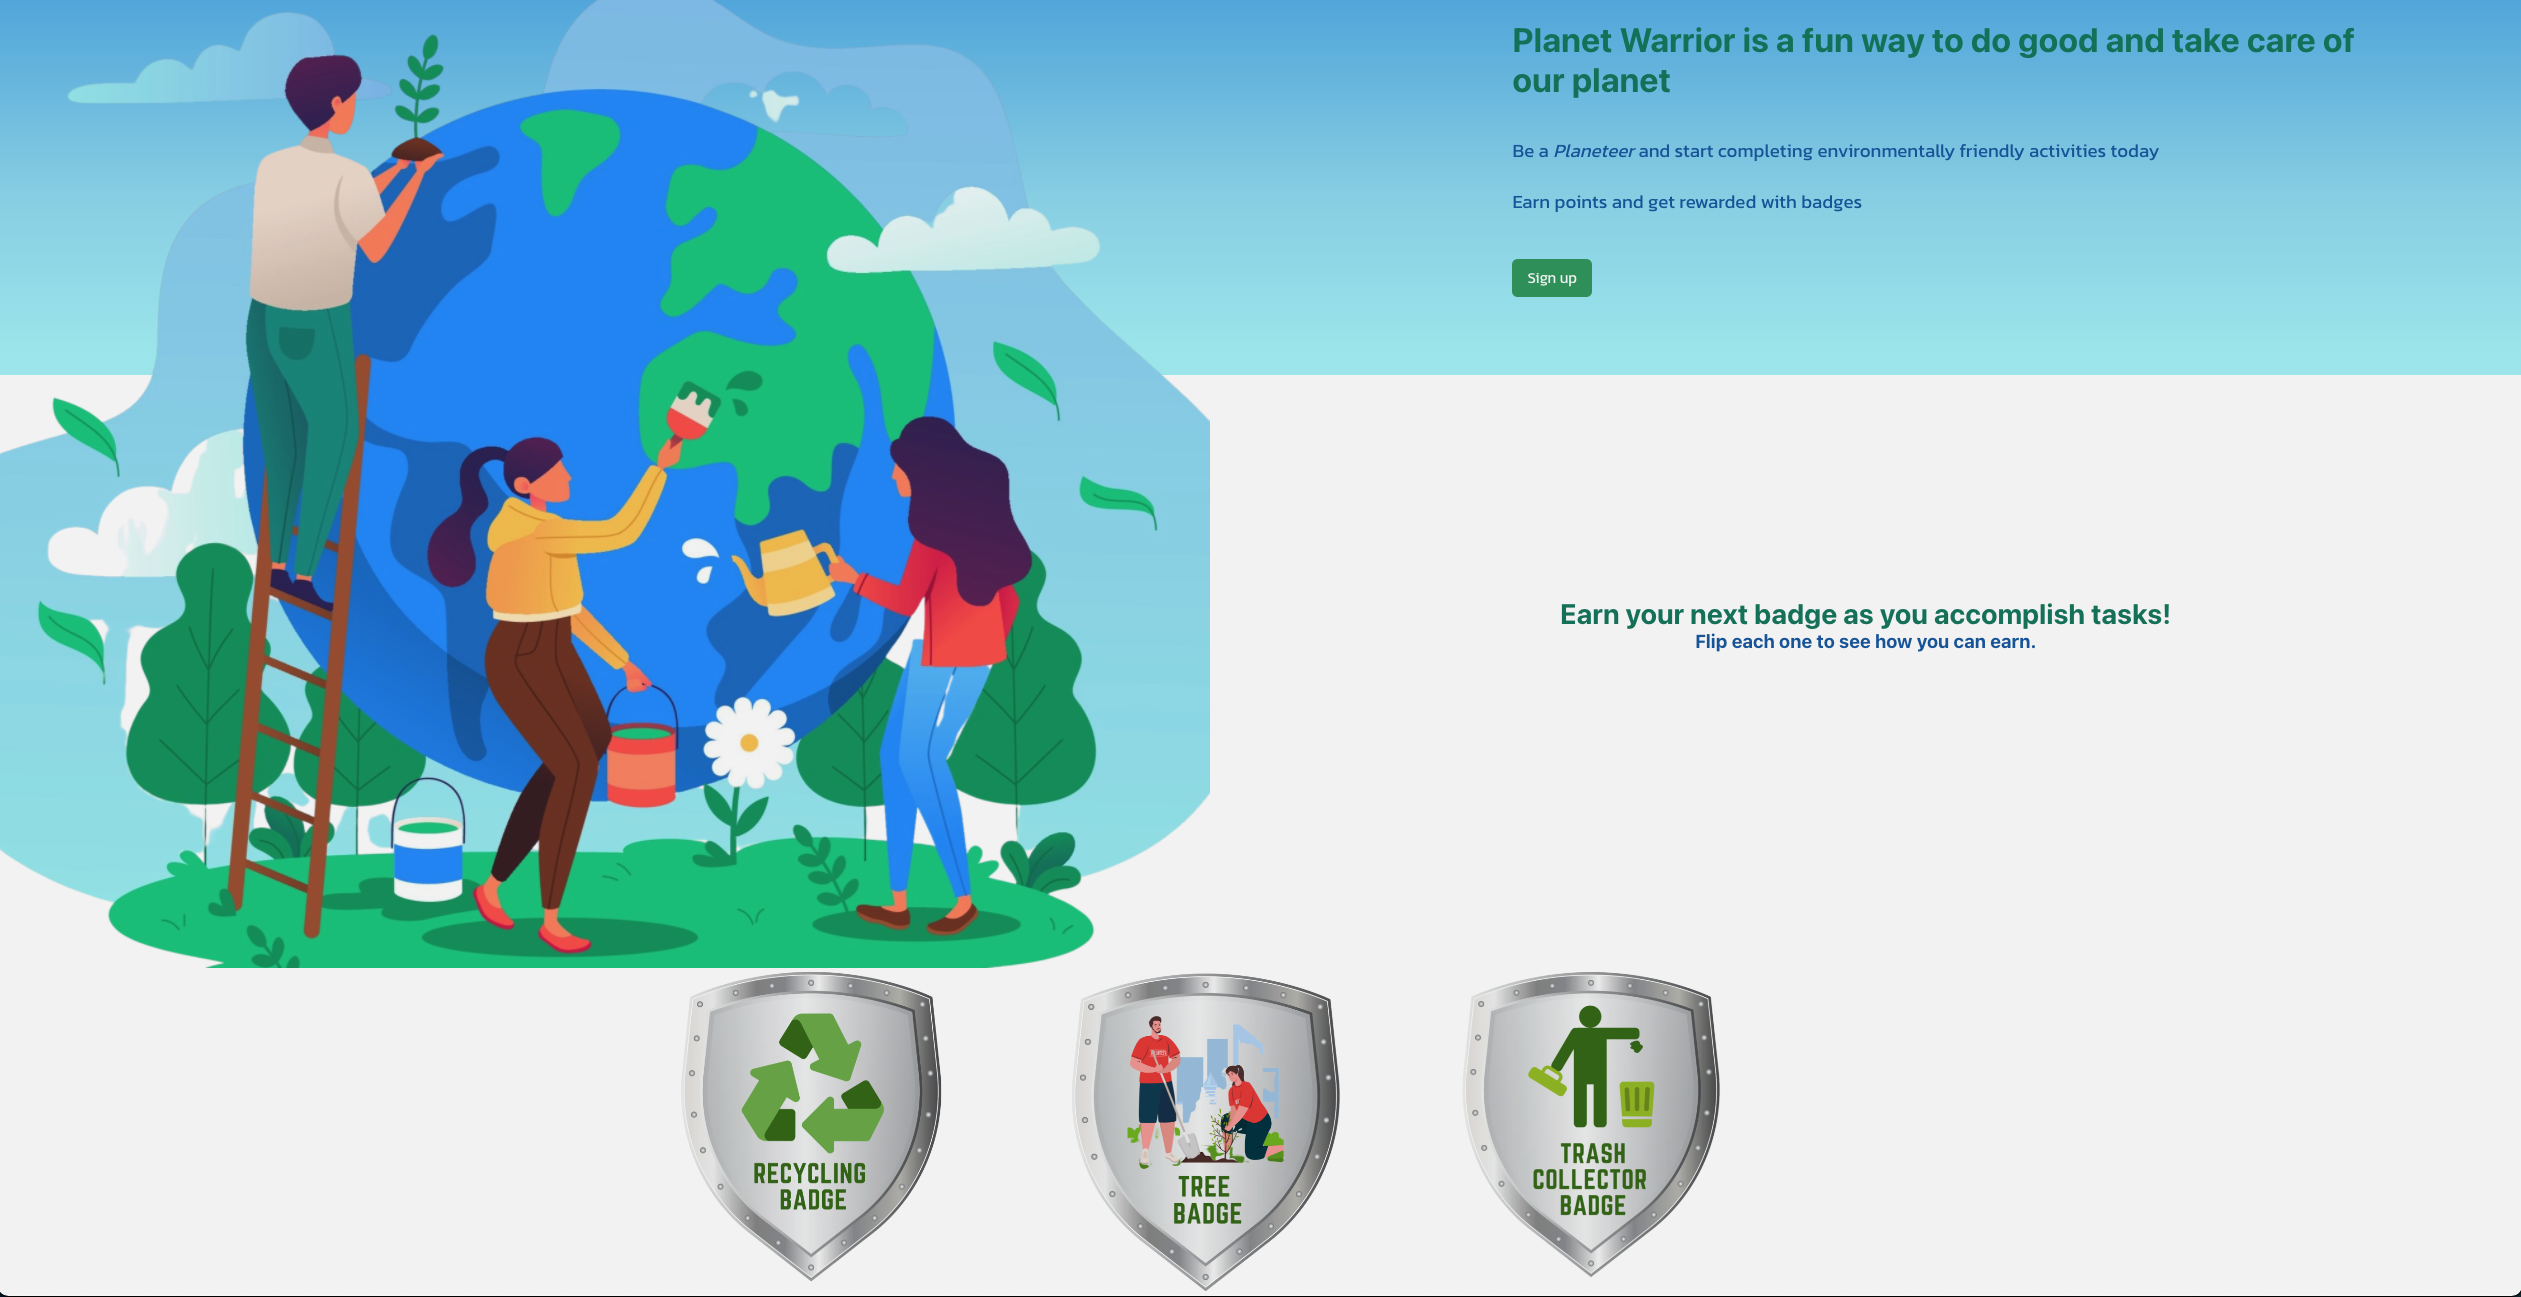 Planet Warrior is a fun way to do good and take care of
our planet
Be a Planeteer and start completing environmentally friendly activities today
Earn points and get rewarded with badges
Sign up
Earn your next badge as you accomplish tasks!
Flip each one to see how you can earn.
RECYCLING
BADGE
TREE
BADGE
TRASH
COLLECTOR
BADGE